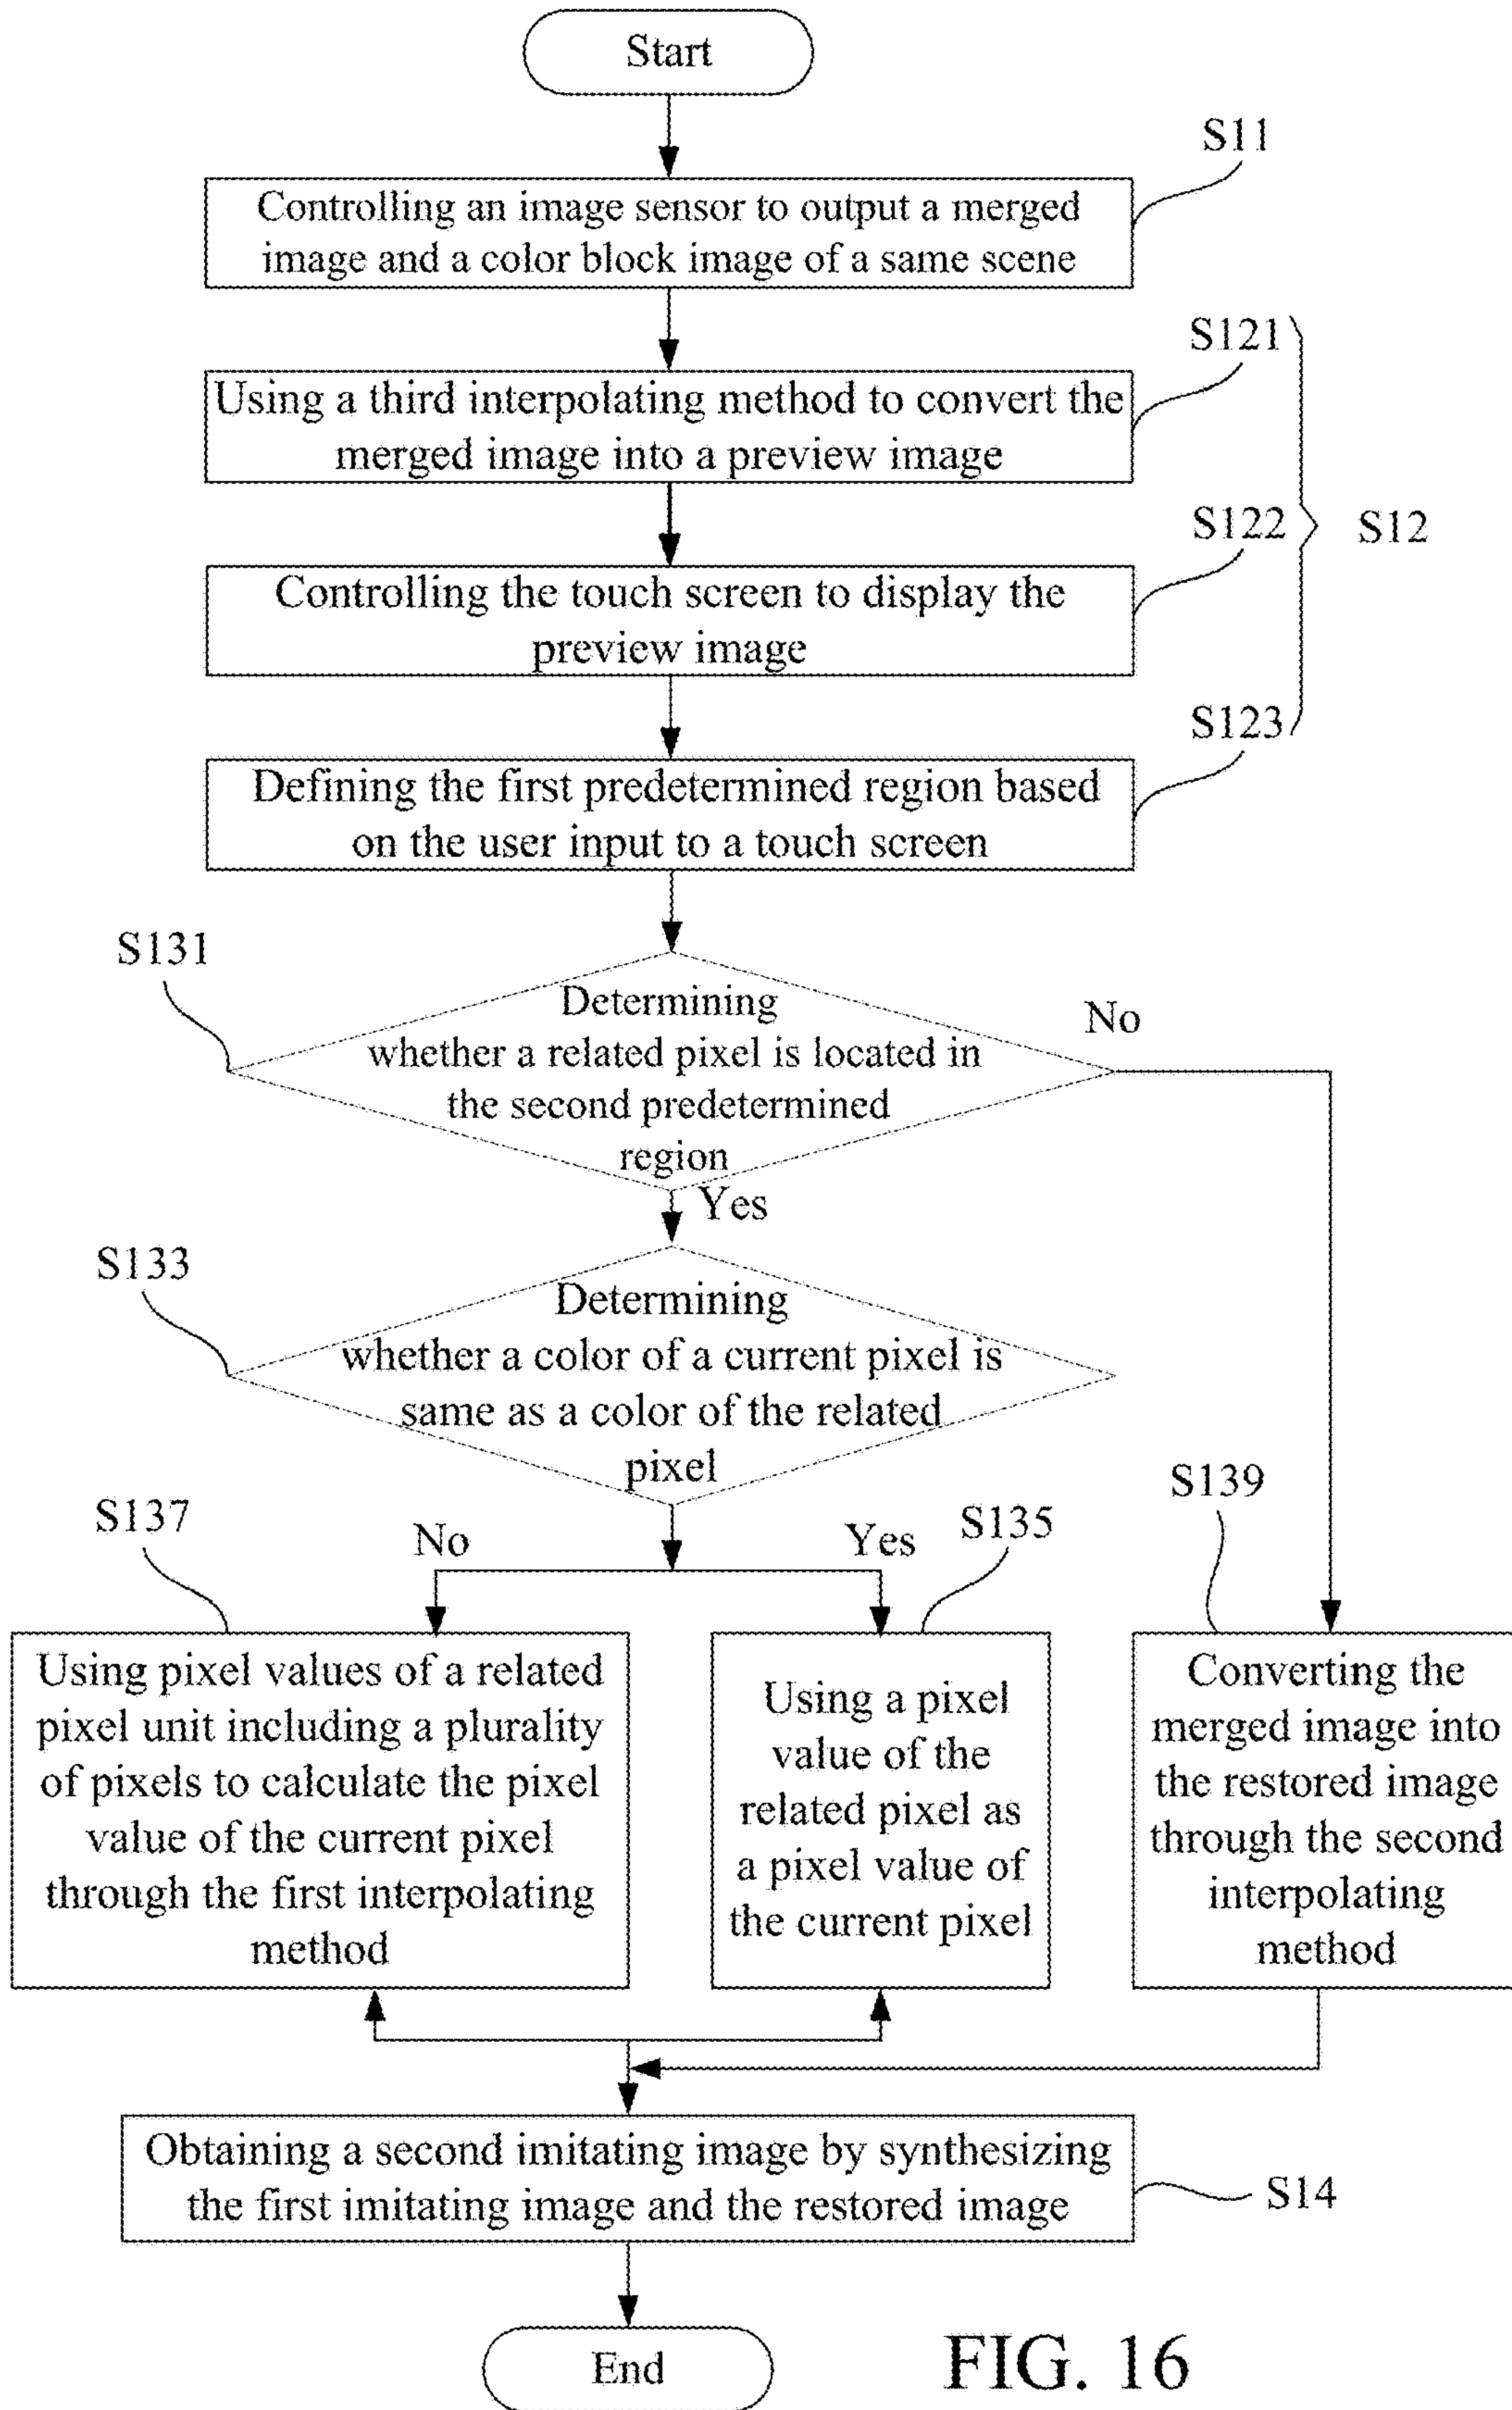 Start
S11
Controlling an image sensor to output a merged
image and a color block image of a same scene
S121
Using a third interpolating method to convert the
merged image into a preview image
S122
S12
Controlling the touch screen to display the
preview image
S123
Defining the first predetermined region based
on the user input to a touch screen
S131
Determining
whether a related pixel is located in
the second predetermined
region
No
Yes
S133
Determining
whether a color of a current pixel is
same as a color of the related
pixel
No
Yes
S137
Using pixel values of a related
pixel unit including a plurality
of pixels to calculate the pixel
value of the current pixel
through the first interpolating
method
S135
Using a pixel
value of the
related pixel as
a pixel value of
the current pixel
S139
Converting the
merged image into
the restored image
through the second
interpolating
method
Obtaining a second imitating image by synthesizing
the first imitating image and the restored image
S14
End
FIG. 16